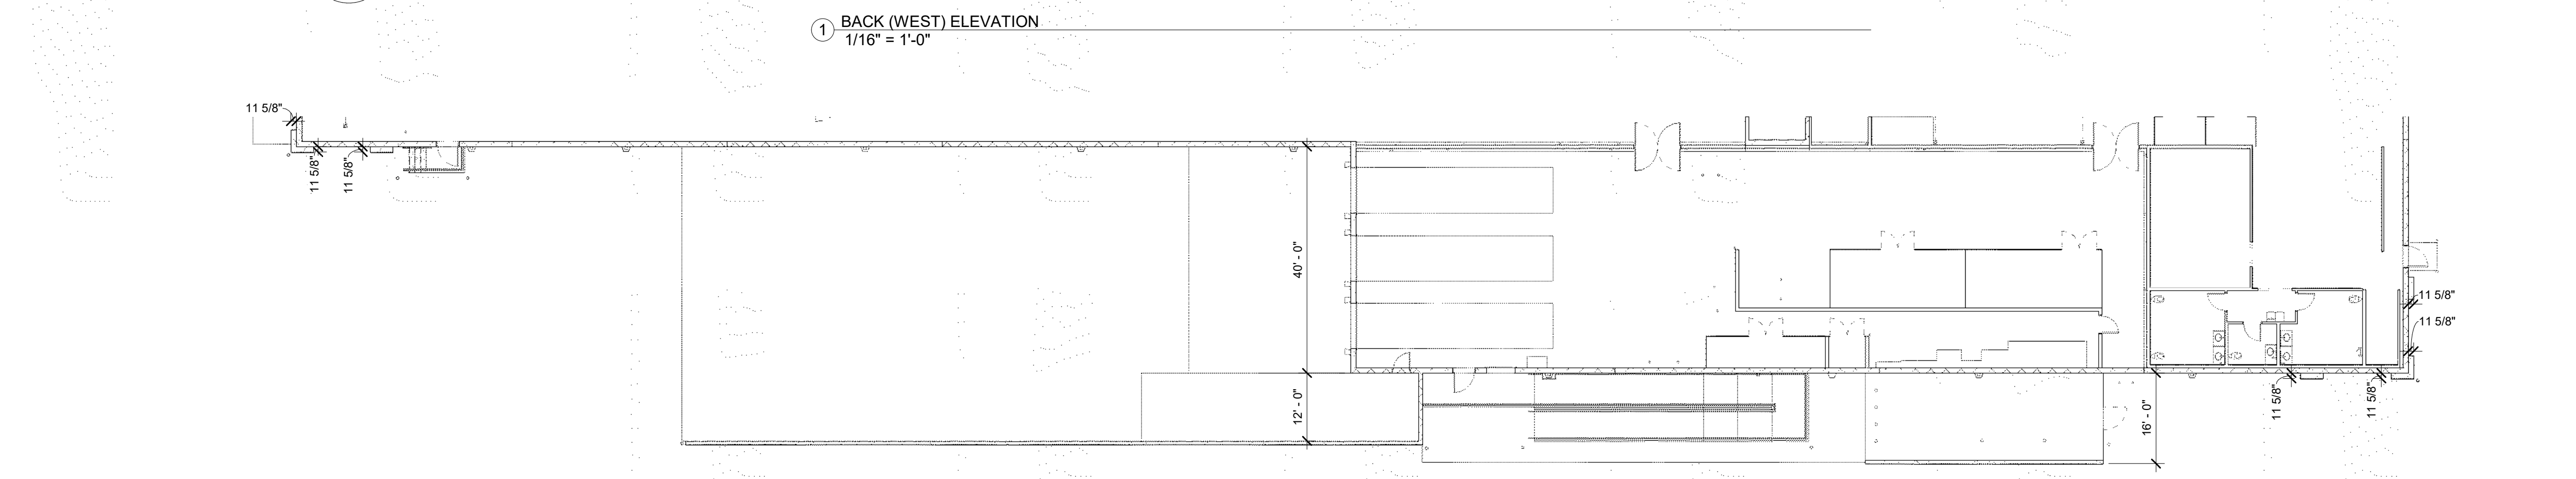 1
BACK (WEST) ELEVATION
1/16" = 1'-0"
11 5/8"
11 5/8"
11 5/8"
40' - 0"
12' - 0"
11 5/8"
11 5/8"
16' - 0"
11 5/8"
11 5/8"